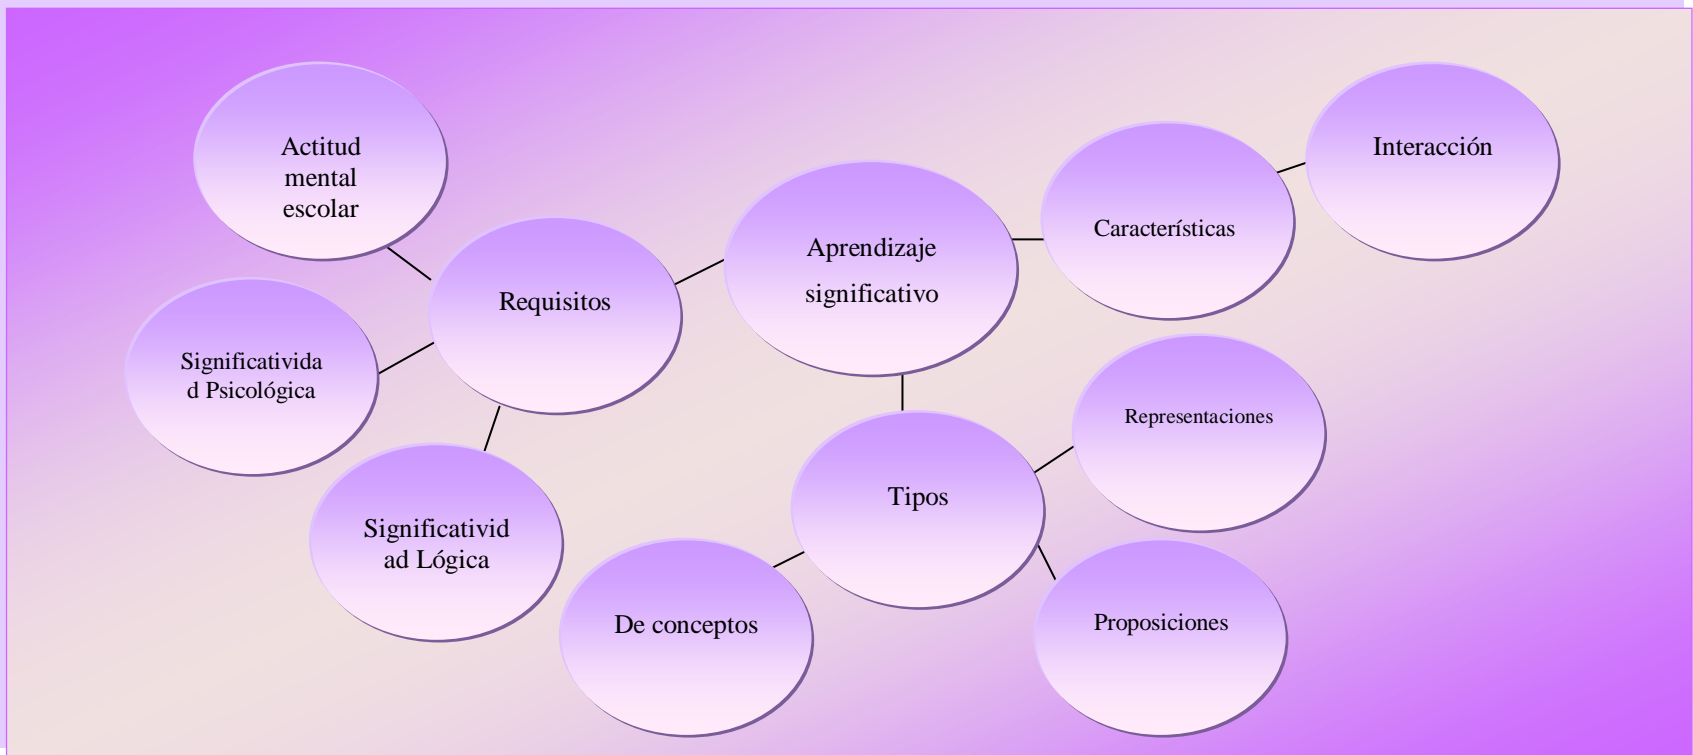 Actitud
mental
escolar
Interacción
Características
Aprendizaje
significativo
Requisitos
Significativida
d Psicológica
Representaciones
Tipos
Significativid
ad Lógica
De conceptos
Proposiciones